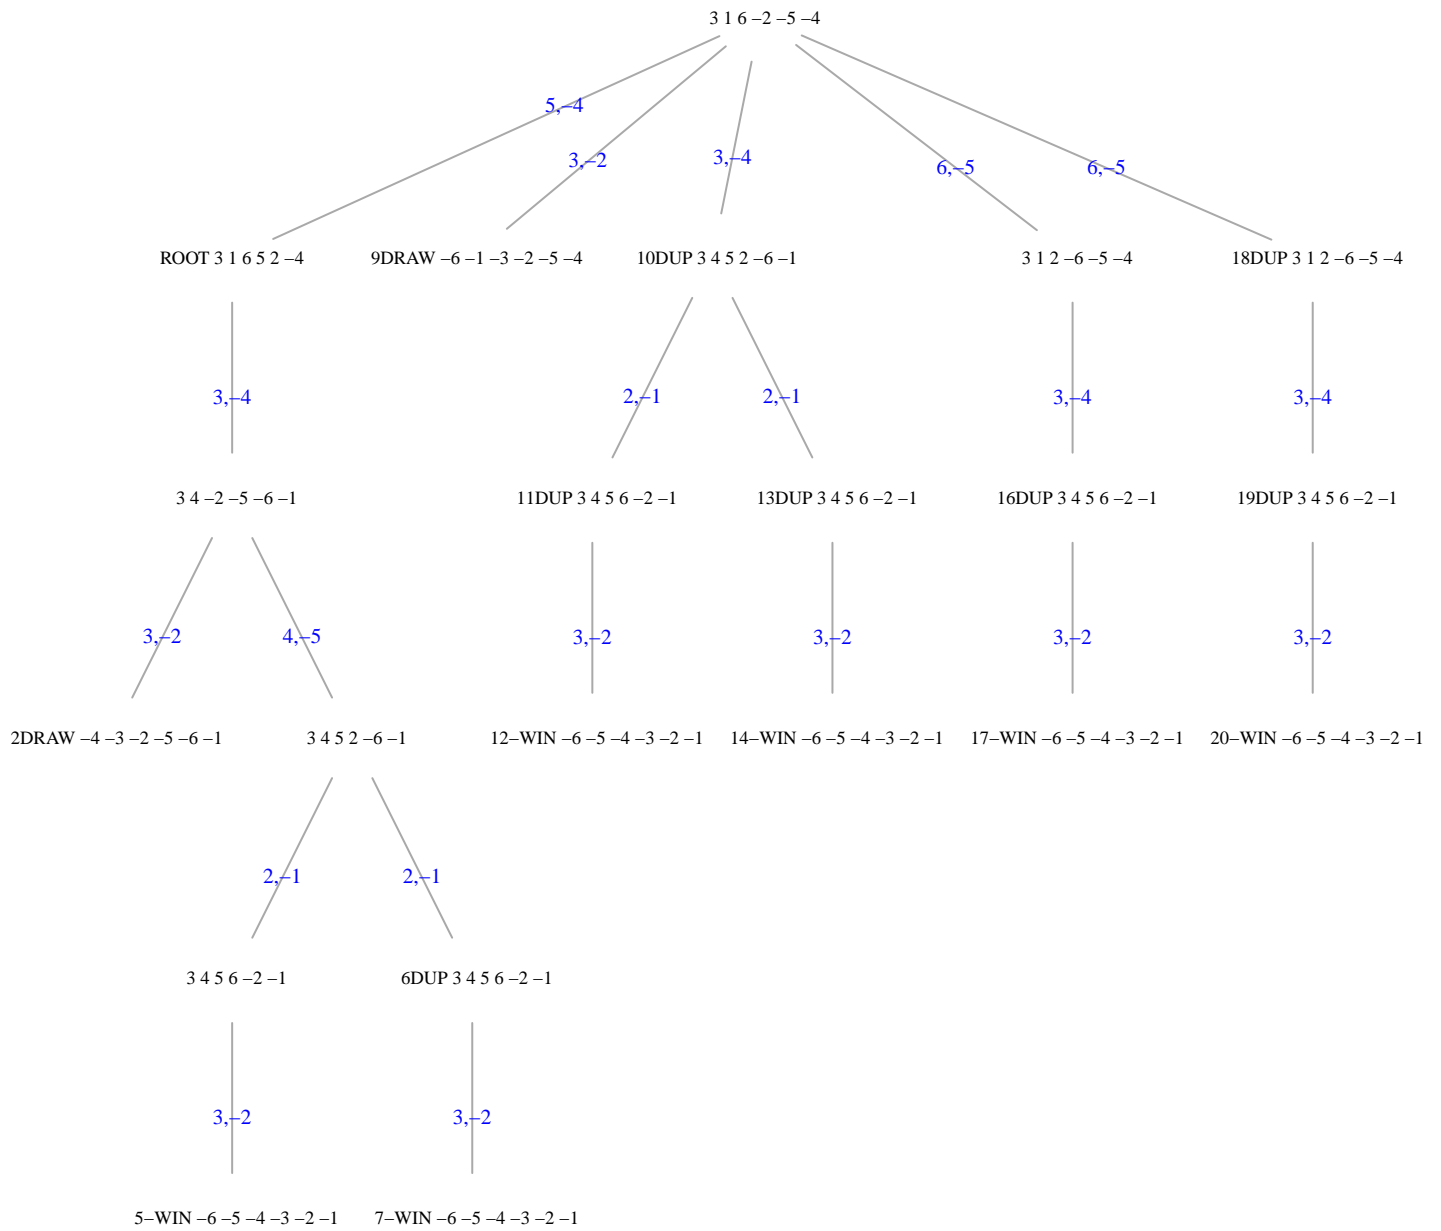 3 1 6 –2 –5 –4
5,–4
3,–2
3,–4
6,–5
6,–5
ROOT 3 1 6 5 2 –4
9DRAW –6 –1 –3 –2 –5 –4
10DUP 3 4 5 2 –6 –1
3 1 2 –6 –5 –4
18DUP 3 1 2 –6 –5 –4
3,–4
2,–1
2,–1
3,–4
3,–4
3 4 –2 –5 –6 –1
11DUP 3 4 5 6 –2 –1
13DUP 3 4 5 6 –2 –1
16DUP 3 4 5 6 –2 –1
19DUP 3 4 5 6 –2 –1
3,–2
4,–5
3,–2
3,–2
3,–2
3,–2
2DRAW –4 –3 –2 –5 –6 –1
3 4 5 2 –6 –1
12–WIN –6 –5 –4 –3 –2 –1
14–WIN –6 –5 –4 –3 –2 –1
17–WIN –6 –5 –4 –3 –2 –1
20–WIN –6 –5 –4 –3 –2 –1
2,–1
2,–1
3 4 5 6 –2 –1
6DUP 3 4 5 6 –2 –1
3,–2
3,–2
5–WIN –6 –5 –4 –3 –2 –1
7–WIN –6 –5 –4 –3 –2 –1